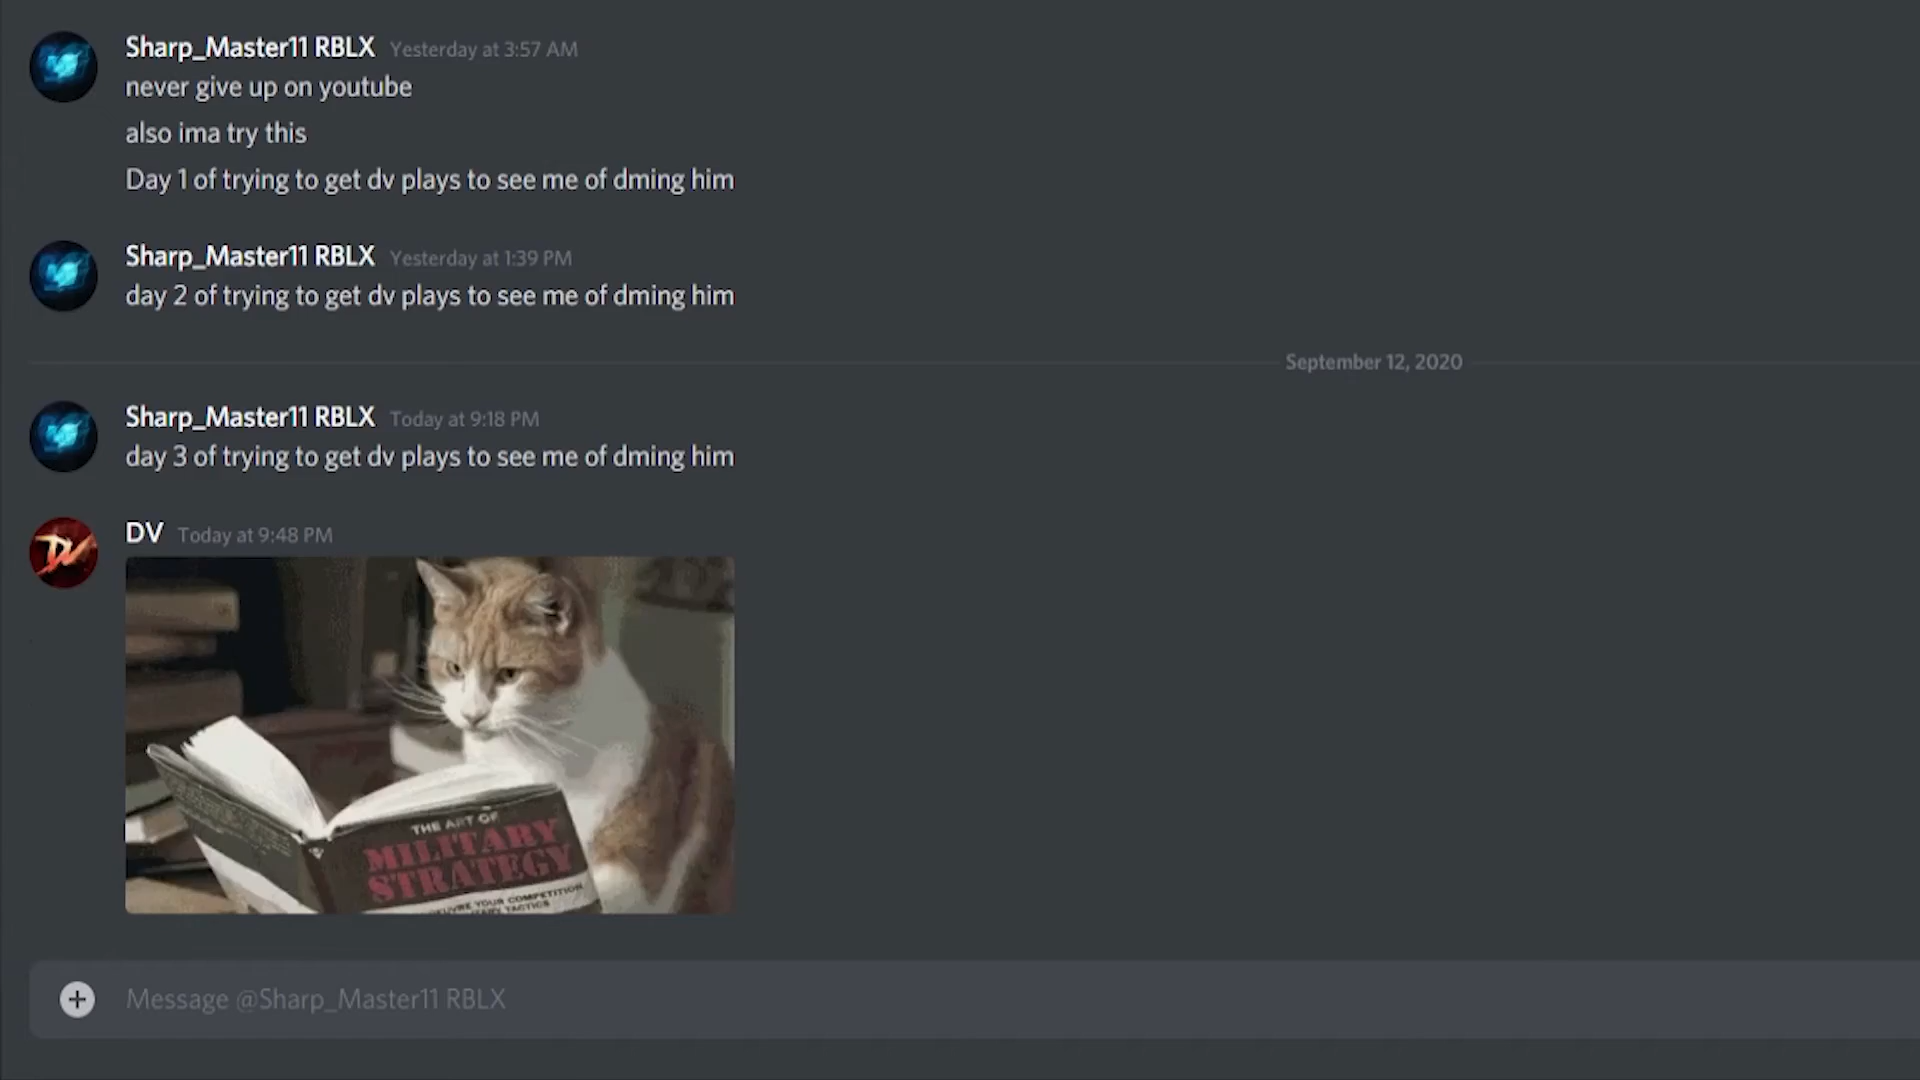 Sharp_Master11 RBLX Yesterday at 3:57 AM
never give up on youtube
also ima try this
Day 1 of trying to get dv plays to see me of dming him
Sharp_Master11 RBLX Yesterday at 1:39 PM
day 2 of trying to get dv plays to see me of dming him
September 12, 2020
Sharp_Master11 RBLX Today at 9:18 PM
day 3 of trying to get dv plays to see me of dming him
DV
DV Today at 9:48 PM
THE ART OF
MILITARY
STRATEGY
YOUR COMPETITION
TACTICS
Message @Sharp_Master11 RBLX